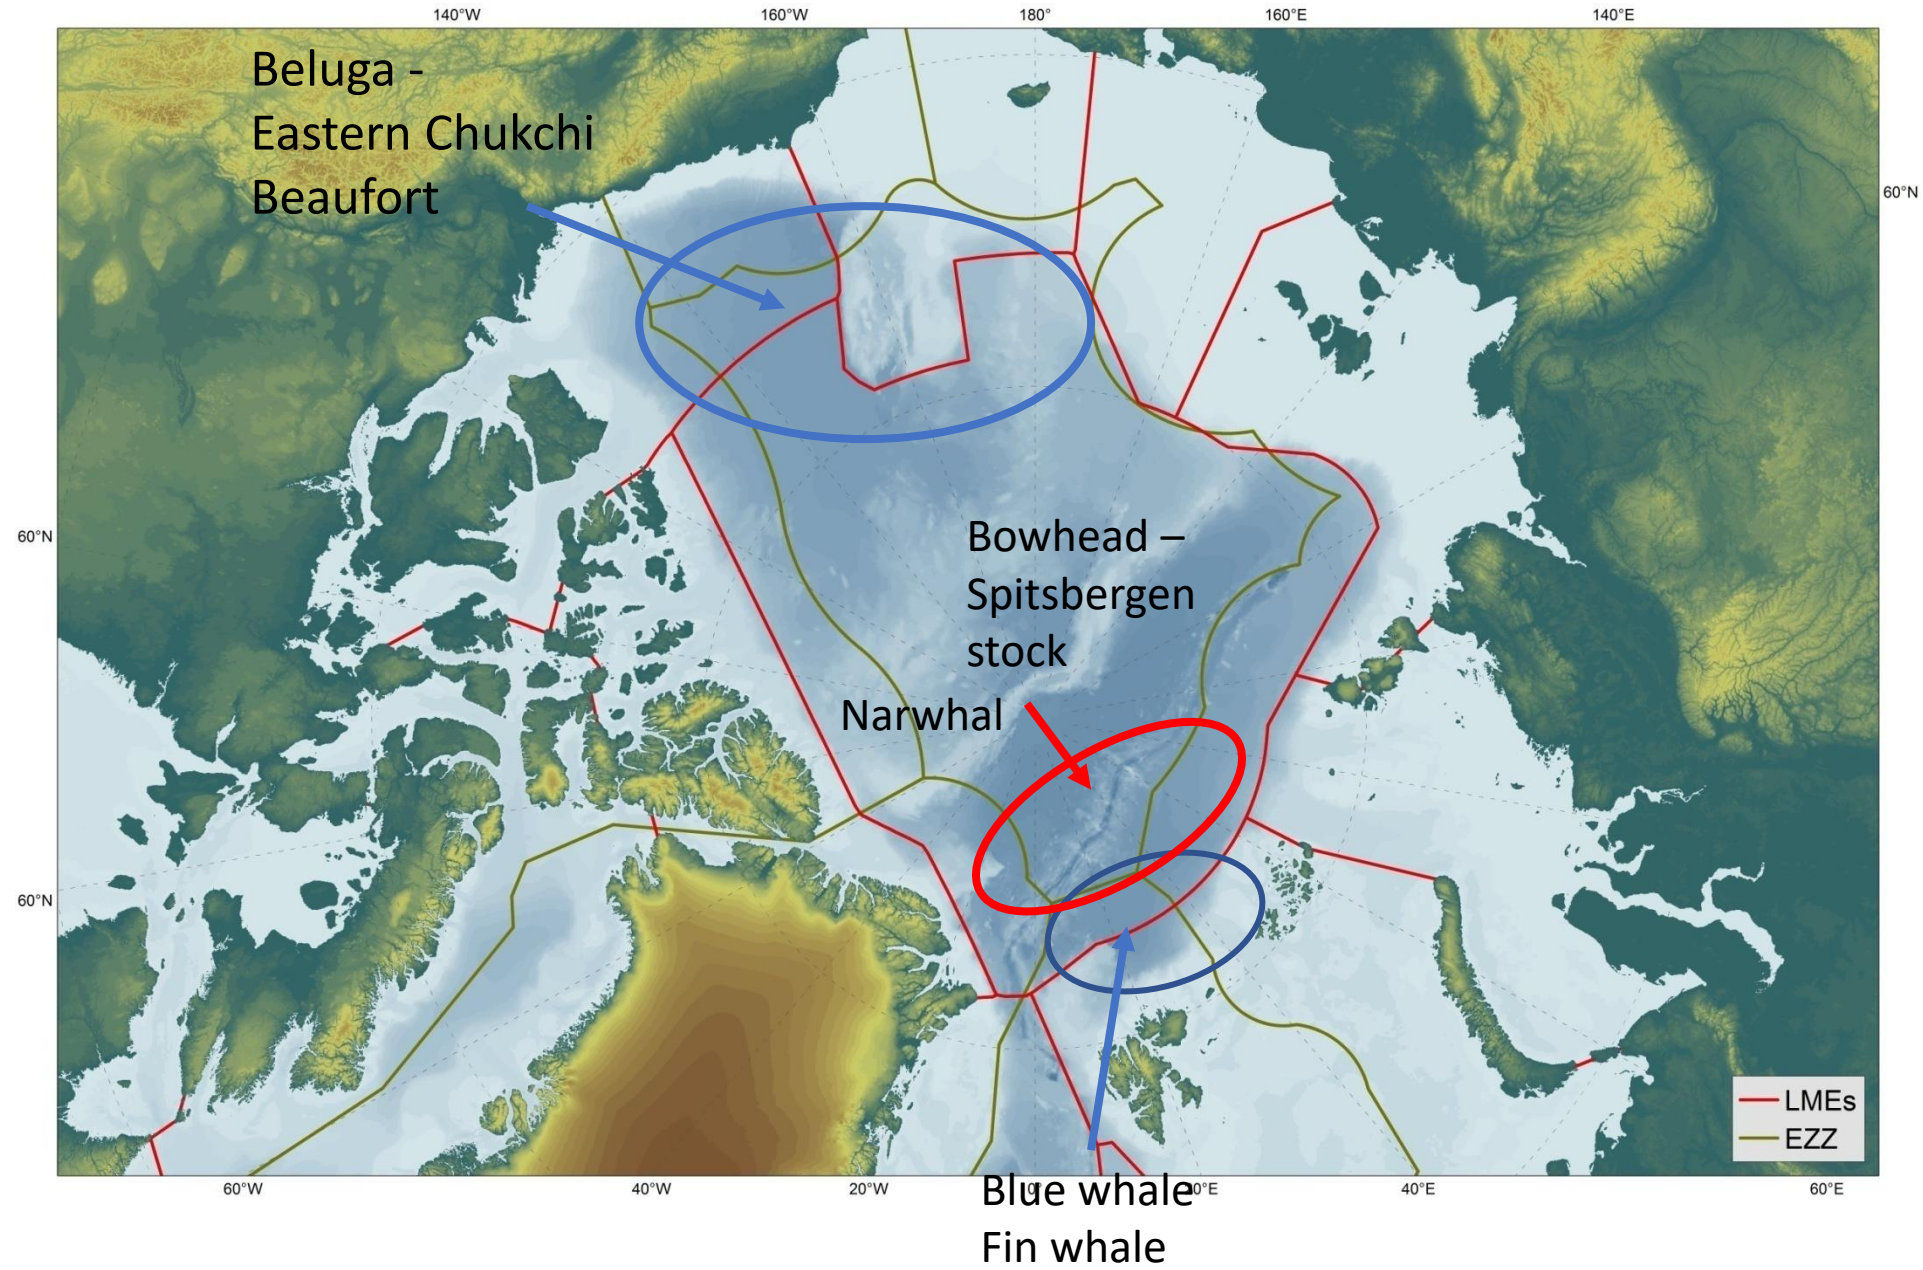 140°W
160°W
180°
160°E
140°E
Beluga -
Eastern Chukchi
Beaufort
60°N
60°N
Bowhead –
Spitsbergen
stock
Narwhal
60°N
LMEs
EZZ
60°W
40°W
20°W
40°E
60°E
Blue whale
Fin whale